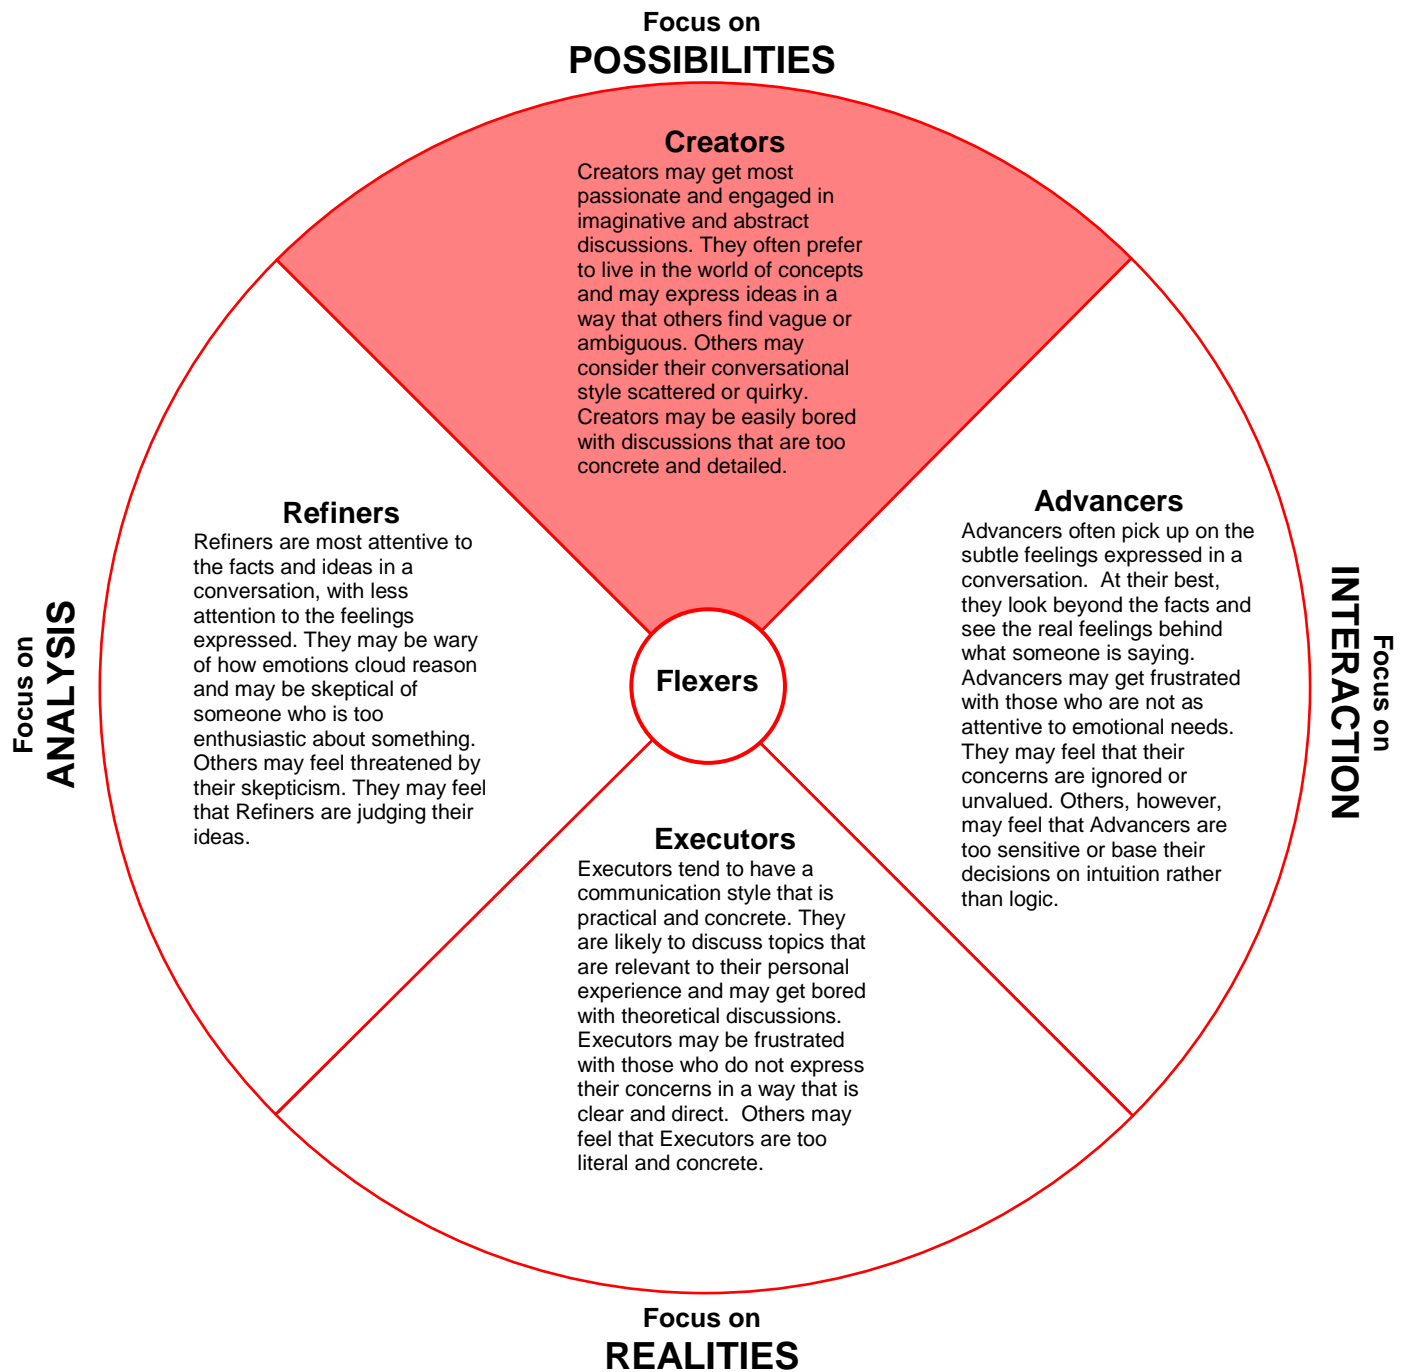 Focus on
POSSIBILITIES
Creators
Creators may get most
passionate and engaged in
imaginative and abstract
discussions. They often prefer
to live in the world of concepts
and may express ideas in a
way that others find vague or
ambiguous. Others may
consider their conversational
style scattered or quirky.
Creators may be easily bored
with discussions that are too
concrete and detailed.
Focus on
ANALYSIS
Refiners
Refiners are most attentive to
the facts and ideas in a
conversation, with less
attention to the feelings
expressed. They may be wary
of how emotions cloud reason
and may be skeptical of
someone who is too
enthusiastic about something.
Others may feel threatened by
their skepticism. They may feel
that Refiners are judging their
ideas.
Flexers
Advancers
Advancers often pick up on the
subtle feelings expressed in a
conversation.  At their best,
they look beyond the facts and
see the real feelings behind
what someone is saying.
Advancers may get frustrated
with those who are not as
attentive to emotional needs.
They may feel that their
concerns are ignored or
unvalued. Others, however,
may feel that Advancers are
too sensitive or base their
decisions on intuition rather
than logic.
Focus on
INTERACTION
Executors
Executors tend to have a
communication style that is
practical and concrete. They
are likely to discuss topics that
are relevant to their personal
experience and may get bored
with theoretical discussions.
Executors may be frustrated
with those who do not express
their concerns in a way that is
clear and direct.  Others may
feel that Executors are too
literal and concrete.
Focus on
REALITIES